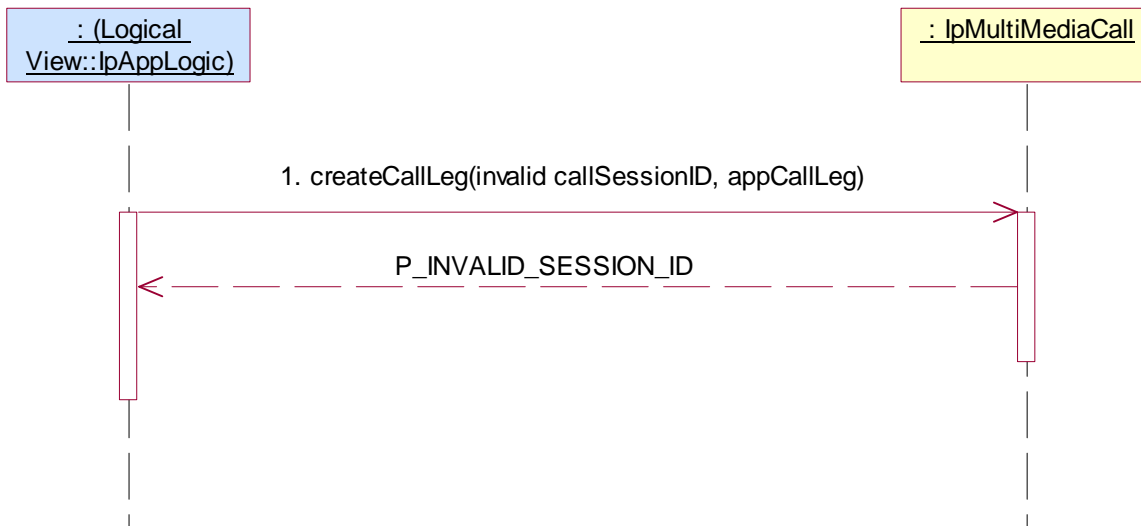 : (Logical
View::IpAppLogic)
: IpMultiMediaCall
1. createCallLeg(invalid callSessionID, appCallLeg)
P_INVALID_SESSION_ID